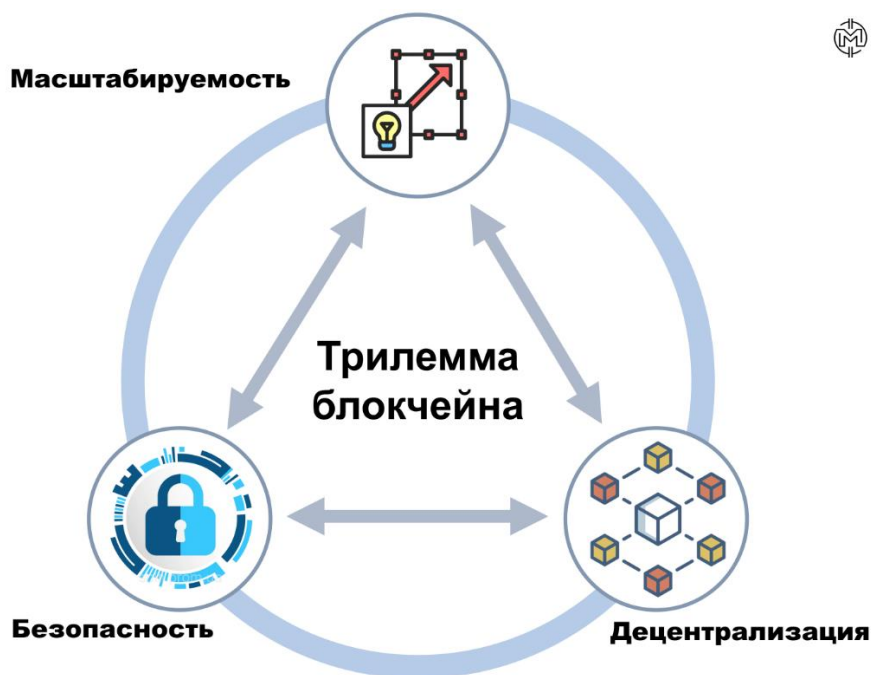 Масштабируемость
Трилемма
блокчейна
Безопасность
Децентрализация